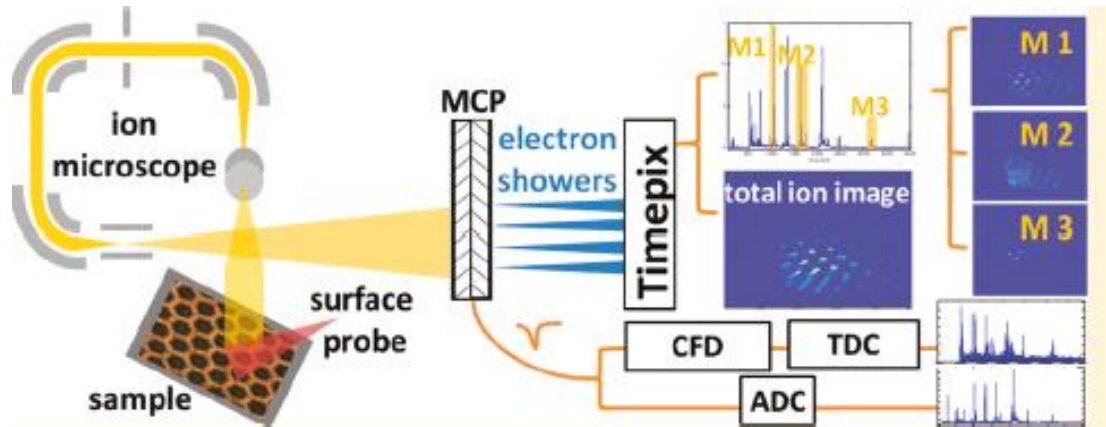 ion
microscope
surface
probe
sample
MCP
electron
showers
Timepix
M1
M2
M3
total ion image
M 1
M 2
M 3
CFD
TDC
ADC